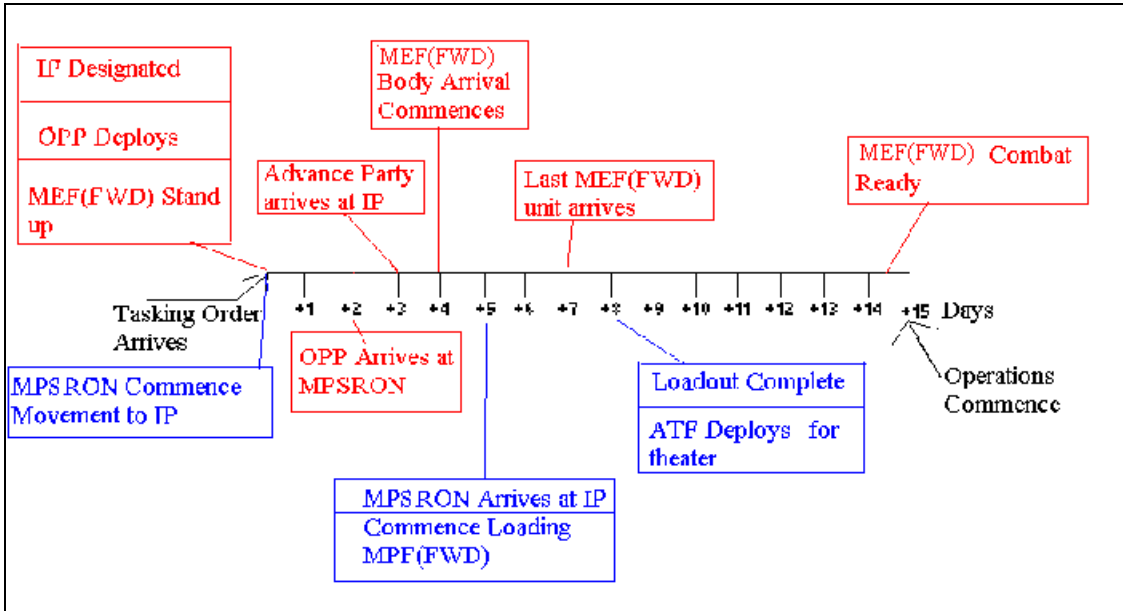 IP Designated
OPP Deploys
MEF(FWD) Stand
up
Advance Party
arrives at IP
MEF(FWD)
Body Arrival
Commences
Last MEF(FWD)
unit arrives
MEF(FWD) Combat
Ready
Tasking Order
Arrives
+1 +2 +3 +4 +5 +6 +7 +8 +9 +10 +11 +12 +13 +14 +15 Days
MPSRON Commence
Movement to IP
OPP Arrives at
MPSRON
MPSRON Arrives at IP
Commence Loading
MPF(FWD)
Loadout Complete
ATF Deploys for
theater
Operations
Commence